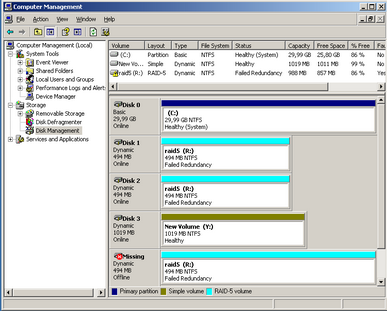 Computer Management
File Action View Window Help
Computer Management (Local)
System Tools
Event Viewer
Shared Folders
Local Users and Groups
Performance Logs and Alert
Device Manager
Storage
Removable Storage
Disk Defragmenter
Disk Management
Services and Applications
Volume Layout Type File System Status Capacity Free Space % Free Fau
(C:) Partition Basic NTFS Healthy (System) 29,99 GB 25,80 GB 86 % No
New Vo... Simple Dynamic NTFS Healthy 1019 MB 1011 MB 99 % No
raid5 (R:) RAID-5 Dynamic NTFS Failed Redundancy 988 MB 857 MB 86 % Yes
Disk 0
Basic
29,99 GB
Online
(C:)
29,99 GB NTFS
Healthy (System)
Disk 1
Dynamic
494 MB
Online
raid5 (R:)
494 MB NTFS
Failed Redundancy
Disk 2
Dynamic
494 MB
Online
raid5 (R:)
494 MB NTFS
Failed Redundancy
Disk 3
Dynamic
1019 MB
Online
New Volume (Y:)
1019 MB NTFS
Healthy
Missing
Dynamic
494 MB
Offline
raid5 (R:)
494 MB NTFS
Failed Redundancy
Primary partition Simple volume RAID-5 volume